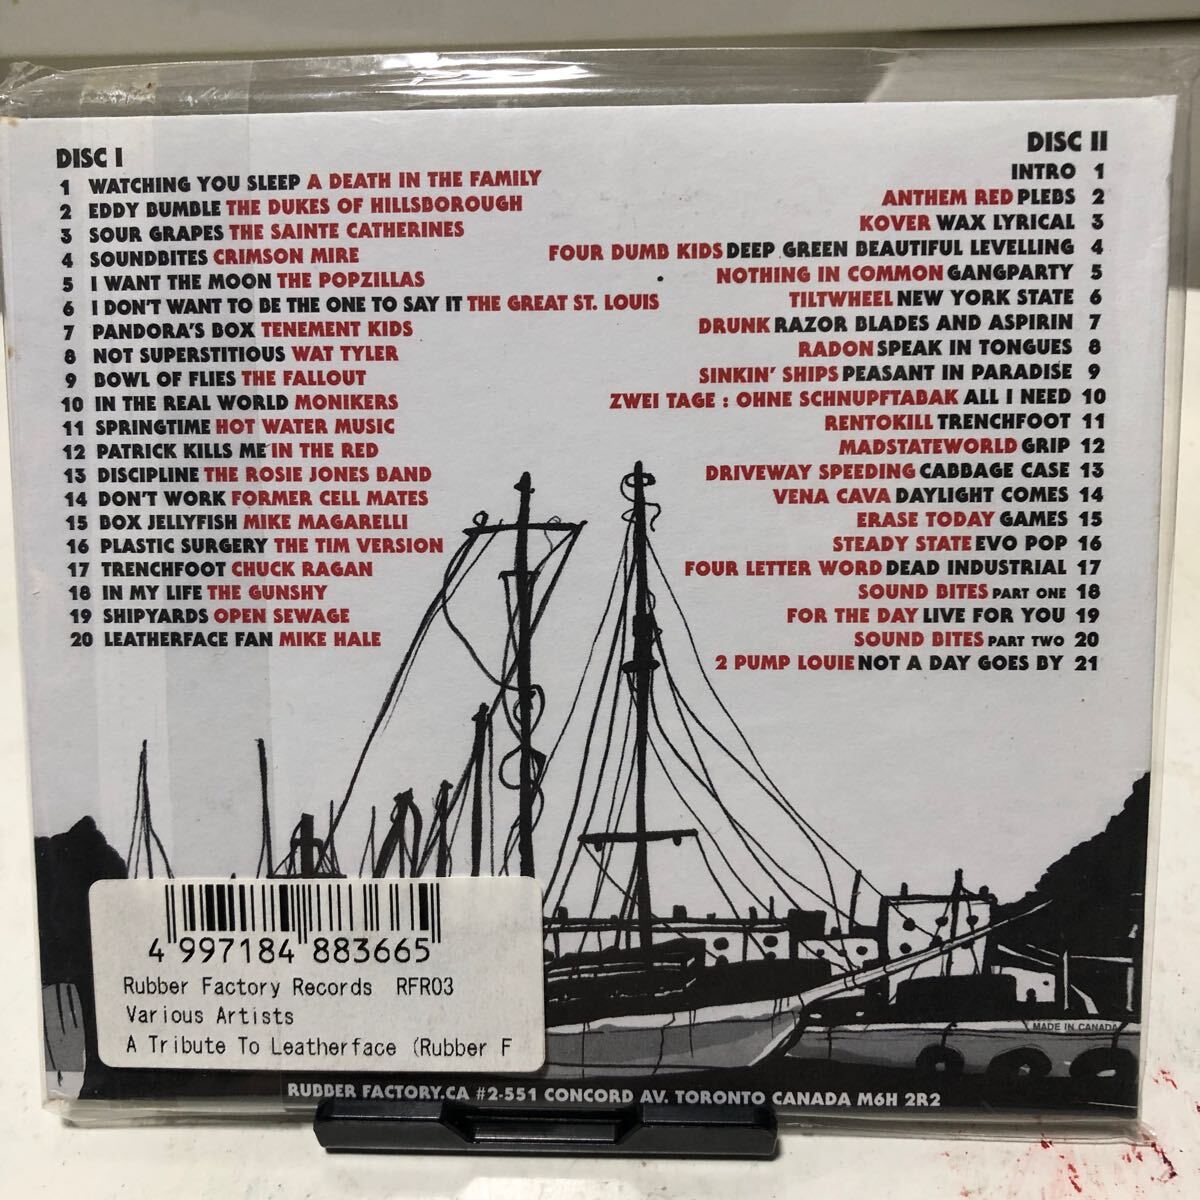 DISC I
1 WATCHING YOU SLEEP A DEATH IN THE FAMILY
2 EDDY BUMBLE THE DUKES OF HILLSBOROUGH
3 SOUR GRAPES THE SAINTE CATHERINES
4 SOUNDBITES CRIMSON MIRE
5 I WANT THE MOON THE POPZILLAS
6 I DON'T WANT TO BE THE ONE TO SAY IT THE GREAT ST. LOUIS
7 PANDORA'S BOX TENEMENT KIDS
8 NOT SUPERSTITIOUS WAT TYLER
9 BOWL OF FLIES THE FALLOUT
10 IN THE REAL WORLD MONIKERS
11 SPRINGTIME HOT WATER MUSIC
12 PATRICK KILLS ME IN THE RED
13 DISCIPLINE THE ROSIE JONES BAND
14 DON'T WORK FORMER CELL MATES
15 BOX JELLYFISH MIKE MAGARELLI
16 PLASTIC SURGERY THE TIM VERSION
17 TRENCHFOOT CHUCK RAGAN
18 IN MY LIFE THE GUNSHY
19 SHIPYARDS OPEN SEWAGE
20 LEATHERFACE FAN MIKE HALE
DISC II
INTRO 1
ANTHEM RED PLEBS 2
KOVER WAX LYRICAL 3
FOUR DUMB KIDS DEEP GREEN BEAUTIFUL LEVELLING 4
NOTHING IN COMMON GANGPARTY 5
TILTWHEEL NEW YORK STATE 6
DRUNK RAZOR BLADES AND ASPIRIN 7
RADON SPEAK IN TONGUES 8
SINKIN' SHIPS PEASANT IN PARADISE 9
ZWEI TAGE : OHNE SCHNUPFTABAK ALL I NEED 10
RENTOKILL TRENCHFOOT 11
MADSTATEWORLD GRIP 12
DRIVEWAY SPEEDING CABBAGE CASE 13
VENA CAVA DAYLIGHT COMES 14
ERASE TODAY GAMES 15
STEADY STATE EVO POP 16
FOUR LETTER WORD DEAD INDUSTRIAL 17
SOUND BITES PART ONE 18
FOR THE DAY LIVE FOR YOU 19
SOUND BITES PART TWO 20
2 PUMP LOUIE NOT A DAY GOES BY 21
4 997184 883665
Rubber Factory Records RFR03
Various Artists
A Tribute To Leatherface (Rubber F
MADE IN CANADA
RUBBER FACTORY.CA #2-551 CONCORD AV. TORONTO CANADA M6H 2R2